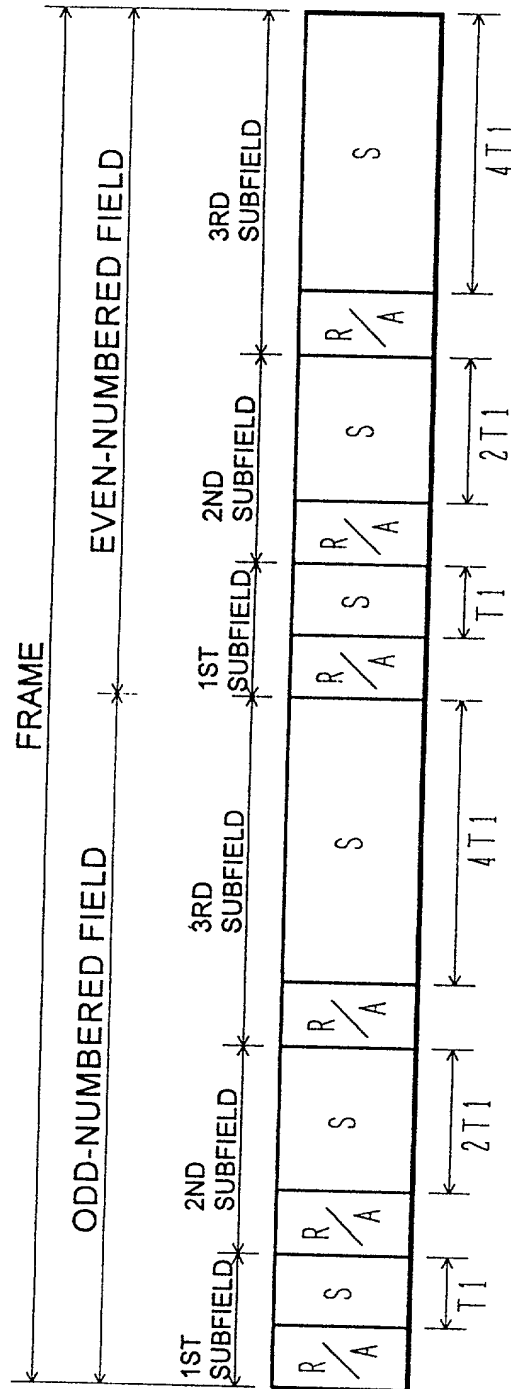 FRAME
ODD-NUMBERED FIELD
EVEN-NUMBERED FIELD
1ST
SUBFIELD
2ND
SUBFIELD
3RD
SUBFIELD
1ST
SUBFIELD
2ND
SUBFIELD
3RD
SUBFIELD
R/A S R/A S R/A S R/A S R/A S R/A S
T1 2T1 4T1 T1 2T1 4T1